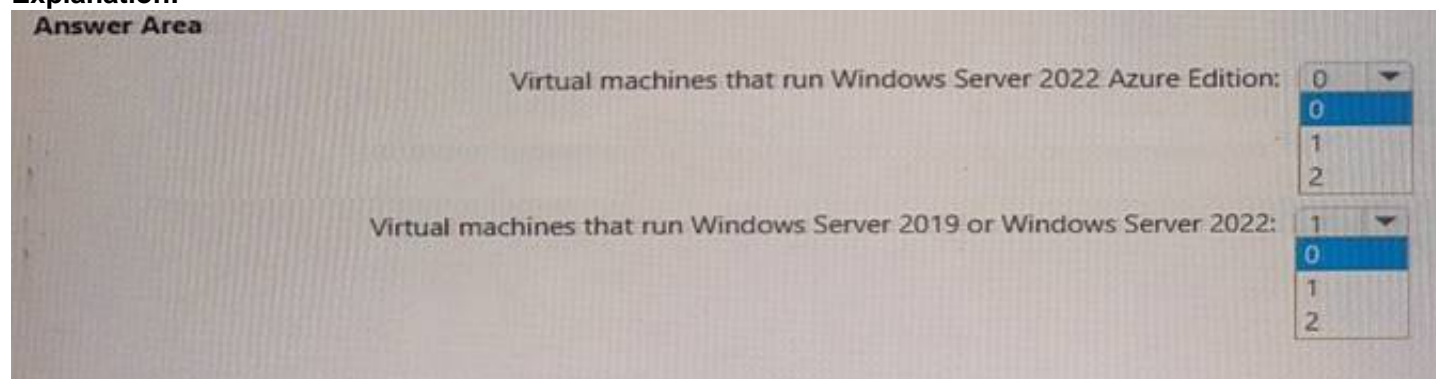 Explanation:
Answer Area
Virtual machines that run Windows Server 2022 Azure Edition: 0
0
1
2
Virtual machines that run Windows Server 2019 or Windows Server 2022: 1
0
1
2